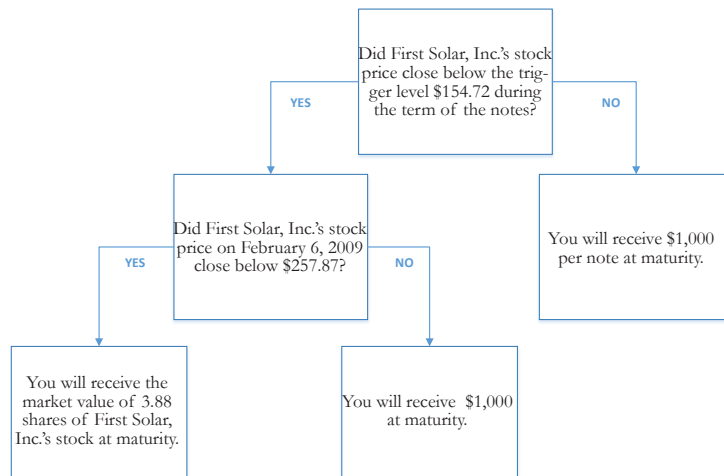 Did First Solar, Inc.'s stock
price close below the trig-
ger level $154.72 during
the term of the notes?
YES
NO
Did First Solar, Inc.'s stock
price on February 6, 2009
close below $257.87?
You will receive $1,000
per note at maturity.
YES
NO
You will receive the
market value of 3.88
shares of First Solar,
Inc.'s stock at maturity.
You will receive $1,000
at maturity.